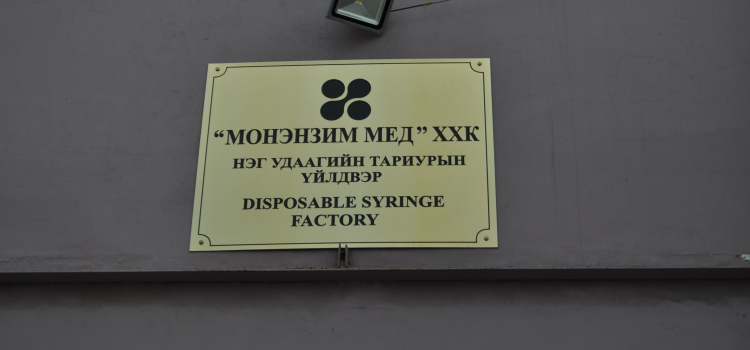 “МОНЭНЗИМ МЕД” ХХК
НЭГ УДААГИЙН ТАРИУРЫН
ҮЙЛДВЭР
DISPOSABLE SYRINGE
FACTORY